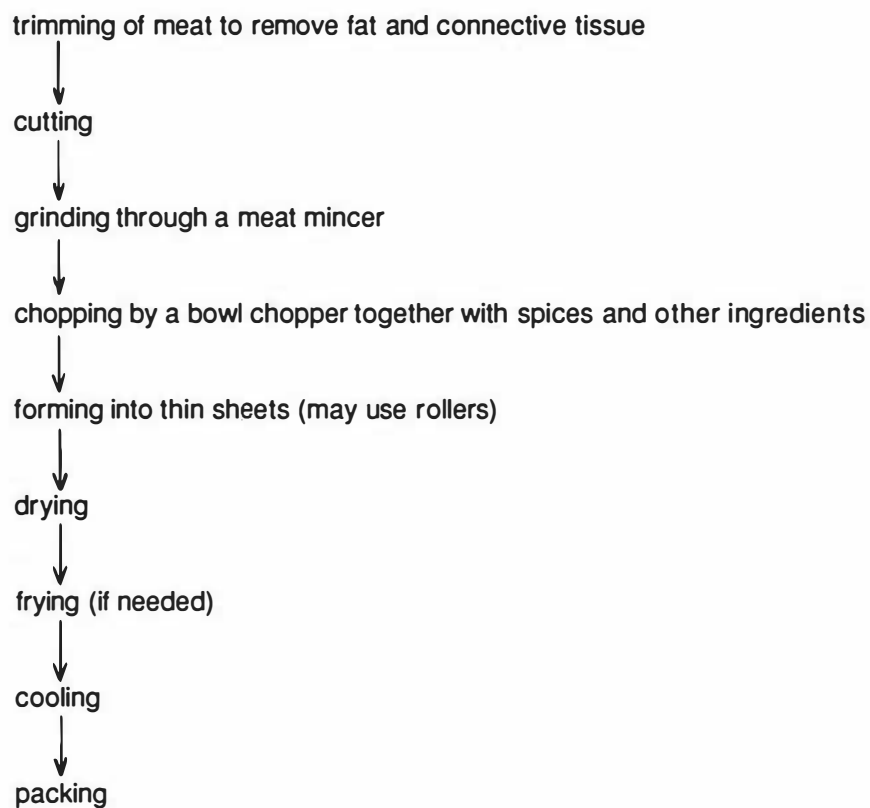 trimming of meat to remove fat and connective tissue
cutting
grinding through a meat mincer
chopping by a bowl chopper together with spices and other ingredients
forming into thin sheets (may use rollers)
drying
frying (if needed)
cooling
packing